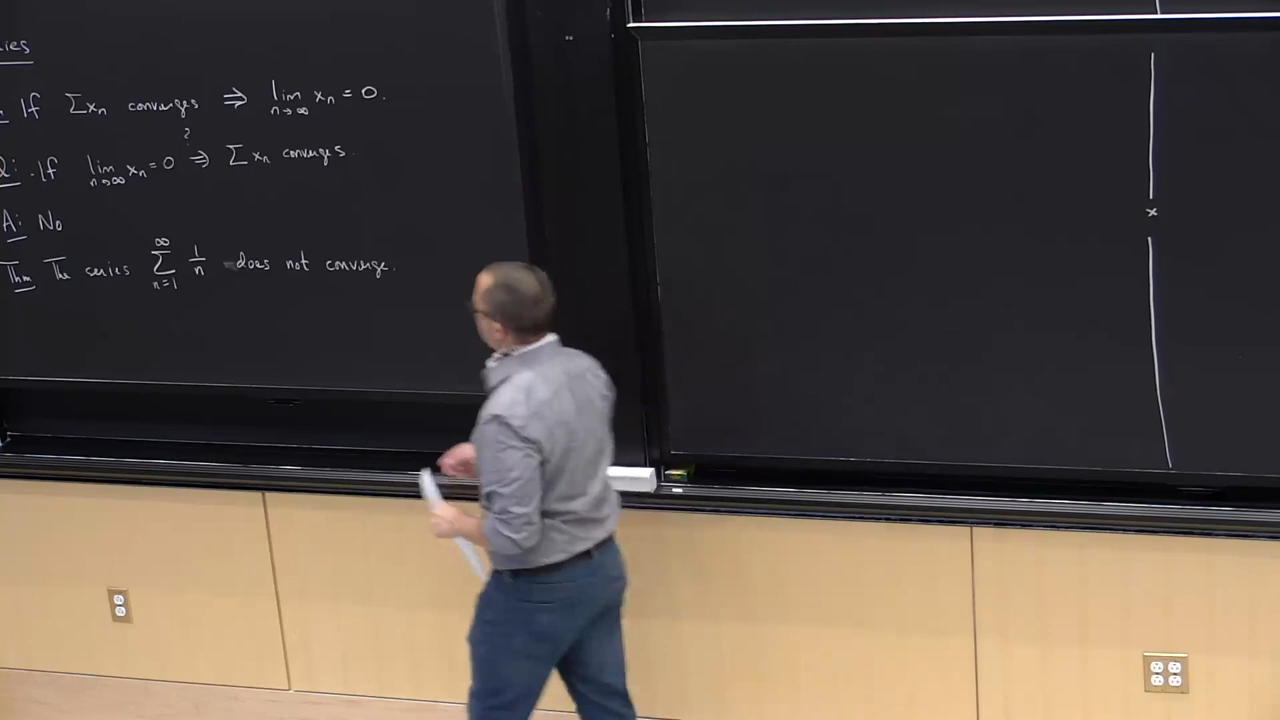 ies
If Σxₙ converges ⇒ lim n→∞ xₙ = 0.
Q: If lim n→∞ xₙ = 0 ⇒? Σ xₙ converges.
A: No
Thm The series ∞ Σ n=1 1/n does not converge.
x